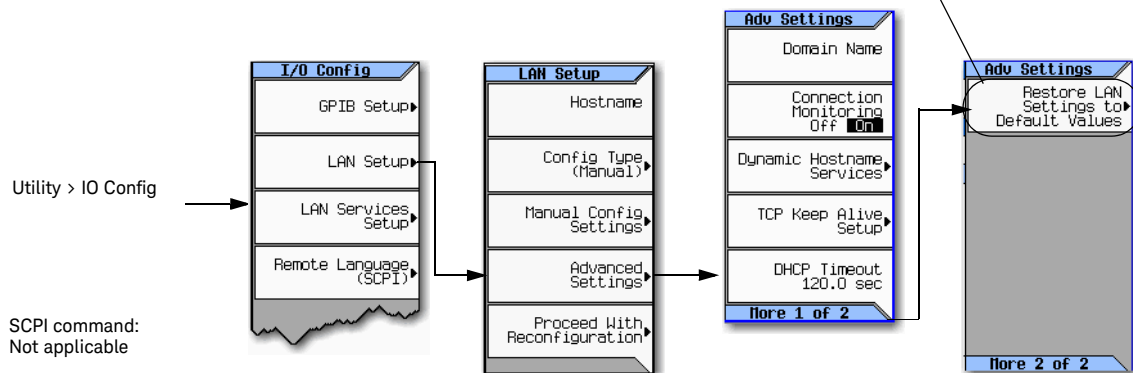 Utility > IO Config
SCPI command:
Not applicable
I/O Config
GPIB Setup
LAN Setup
LAN Services
Setup
Remote Language
(SCPI)
LAN Setup
Hostname
Config Type
(Manual)
Manual Config
Settings
Advanced
Settings
Proceed With
Reconfiguration
Adv Settings
Domain Name
Connection
Monitoring
Off On
Dynamic Hostname
Services
TCP Keep Alive
Setup
DHCP Timeout
120.0 sec
More 1 of 2
Adv Settings
Restore LAN
Settings to
Default Values
More 2 of 2